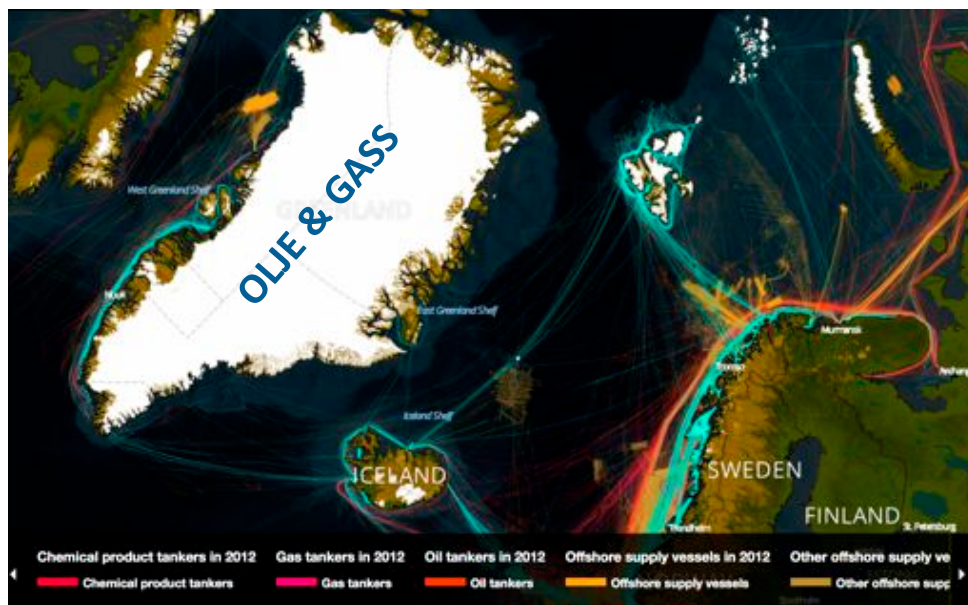 West Greenland Shelf
GREENLAND
OLJE & GASS
Nuuk
East Greenland Shelf
Murmansk
Tromsø
Iceland Shelf
ICELAND
SWEDEN
FINLAND
Trondheim
St. Petersburg
Chemical product tankers in 2012
Gas tankers in 2012
Oil tankers in 2012
Offshore supply vessels in 2012
Other offshore supply ve
Chemical product tankers
Gas tankers
Oil tankers
Offshore supply vessels
Other offshore supp